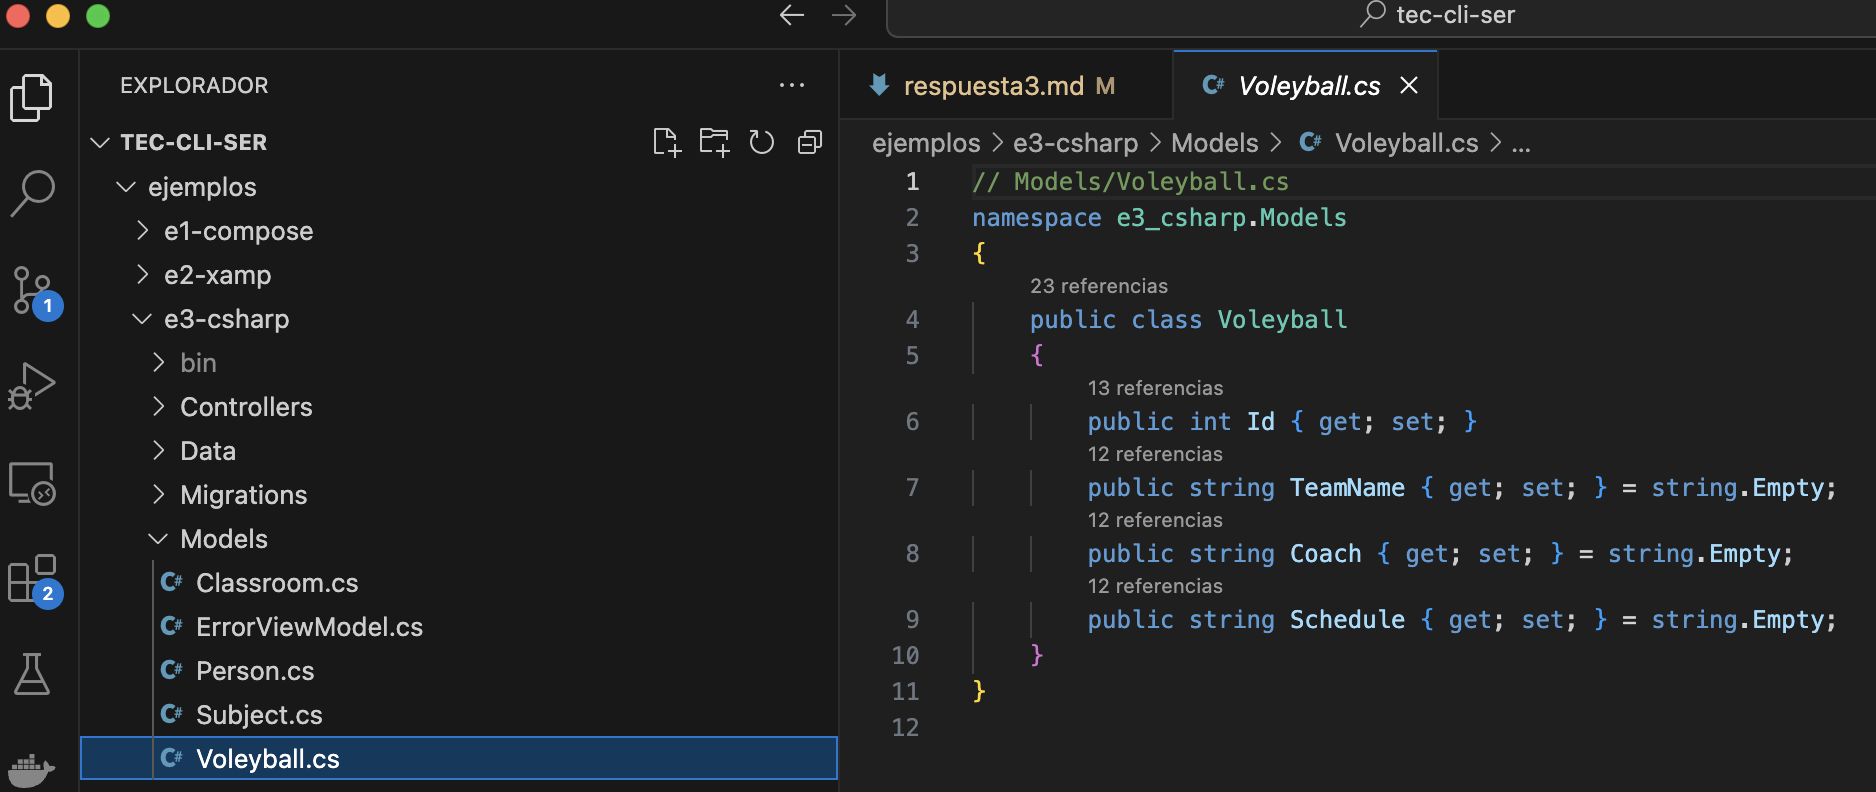 tec-cli-ser
EXPLORADOR
TEC-CLI-SER
ejemplos
e1-compose
e2-xamp
e3-csharp
bin
Controllers
Data
Migrations
Models
C# Classroom.cs
C# ErrorViewModel.cs
C# Person.cs
C# Subject.cs
C# Voleyball.cs
1
2
respuesta3.md M
C# Voleyball.cs
ejemplos > e3-csharp > Models > C# Voleyball.cs > ...
1 // Models/Voleyball.cs
2 namespace e3_csharp.Models
3 {
23 referencias
4 public class Voleyball
5 {
13 referencias
6 public int Id { get; set; }
12 referencias
7 public string TeamName { get; set; } = string.Empty;
12 referencias
8 public string Coach { get; set; } = string.Empty;
12 referencias
9 public string Schedule { get; set; } = string.Empty;
10 }
11 }
12